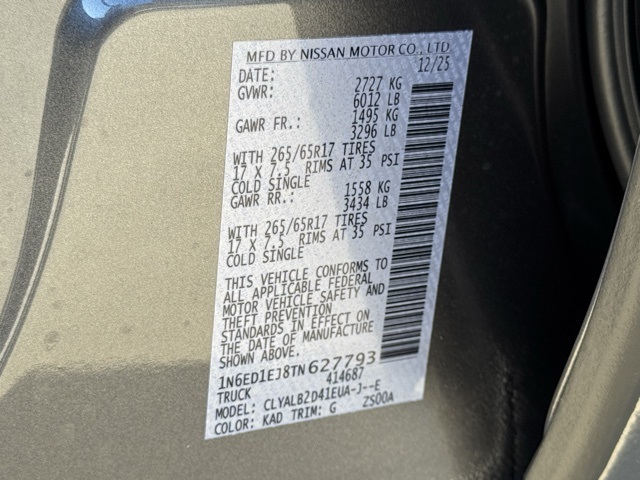 MFD BY NISSAN MOTOR CO., LTD
DATE: 12/25
GVWR: 2727 KG
6012 LB
GAWR FR.: 1495 KG
3296 LB
WITH 265/65R17 TIRES
17 X 7.5 RIMS AT 35 PSI
COLD SINGLE
GAWR RR.: 1558 KG
3434 LB
WITH 265/65R17 TIRES
17 X 7.5 RIMS AT 35 PSI
COLD SINGLE
THIS VEHICLE CONFORMS TO
ALL APPLICABLE FEDERAL
MOTOR VEHICLE SAFETY AND
THEFT PREVENTION
STANDARDS IN EFFECT ON
THE DATE OF MANUFACTURE
SHOWN ABOVE.
1N6ED1EJ8TN627793
TRUCK 414687
MODEL: CLYALB2D41EUA-J--E
COLOR: KAD TRIM: G ZS00A